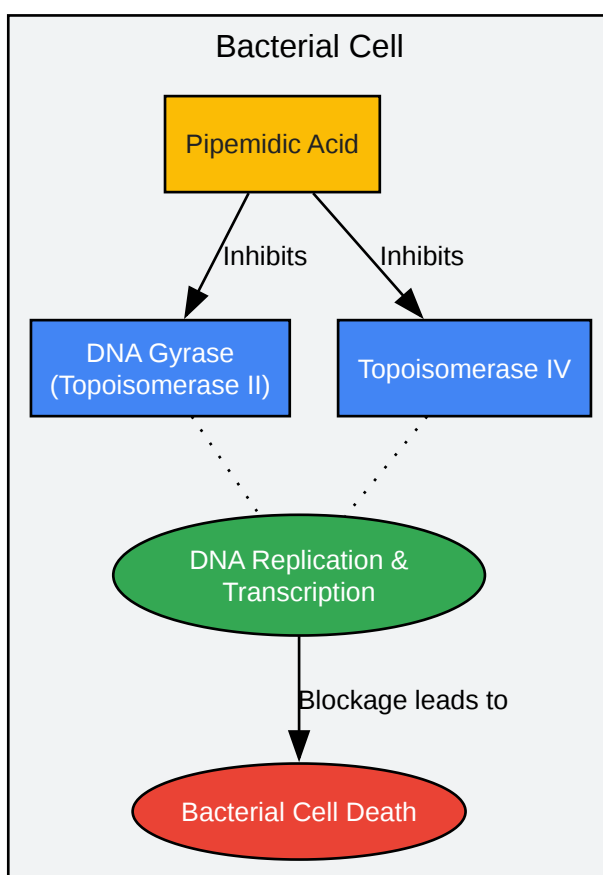 Bacterial Cell
Pipemidic Acid
Inhibits
Inhibits
DNA Gyrase
(Topoisomerase II)
Topoisomerase IV
DNA Replication &
Transcription
Blockage leads to
Bacterial Cell Death